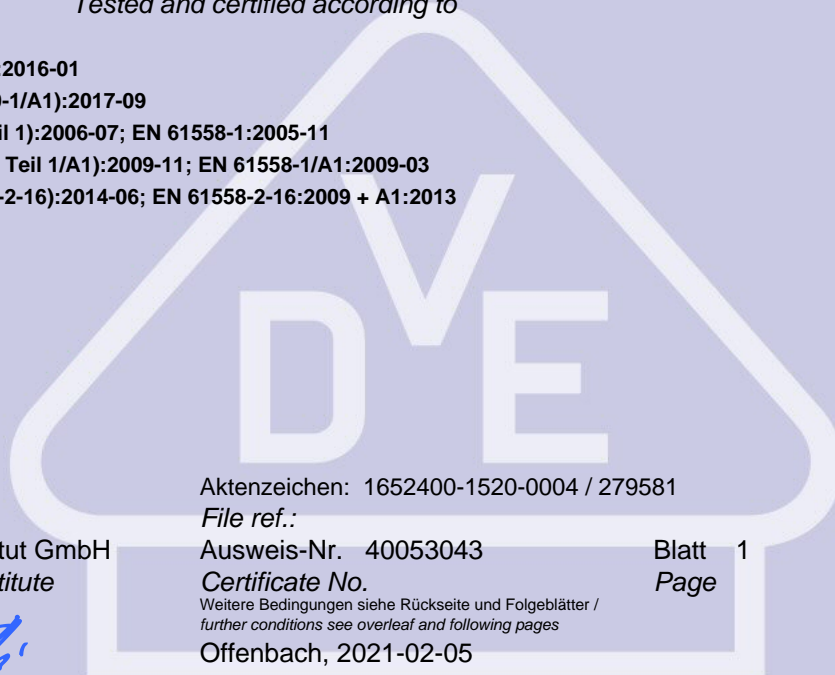 Tested and certified according to
:2016-01
-1/A1):2017-09
il 1):2006-07; EN 61558-1:2005-11
Teil 1/A1):2009-11; EN 61558-1/A1:2009-03
-2-16):2014-06; EN 61558-2-16:2009 + A1:2013
DVE
Aktenzeichen: 1652400-1520-0004 / 279581
File ref.:
tut GmbH Ausweis-Nr. 40053043 Blatt 1
titute Certificate No. Page
Weitere Bedingungen siehe Rückseite und Folgeblätter /
further conditions see overleaf and following pages
Offenbach, 2021-02-05